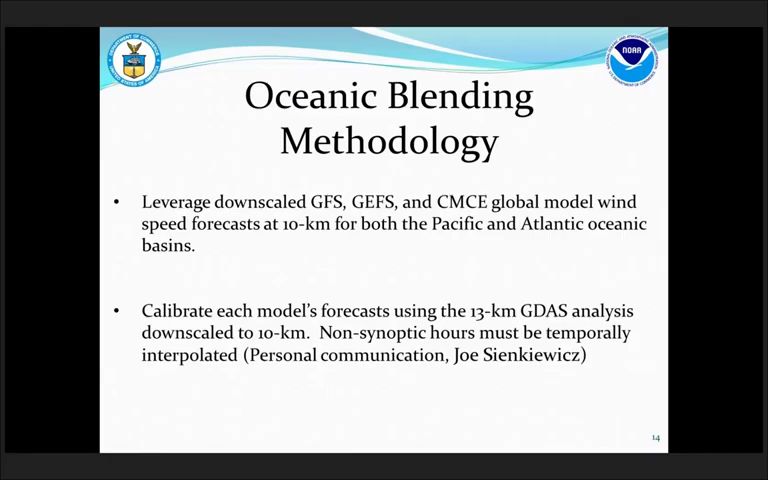 NOAA
Oceanic Blending
Methodology
• Leverage downscaled GFS, GEFS, and CMCE global model wind
speed forecasts at 10-km for both the Pacific and Atlantic oceanic
basins.
• Calibrate each model's forecasts using the 13-km GDAS analysis
downscaled to 10-km.  Non-synoptic hours must be temporally
interpolated (Personal communication, Joe Sienkiewicz)
14